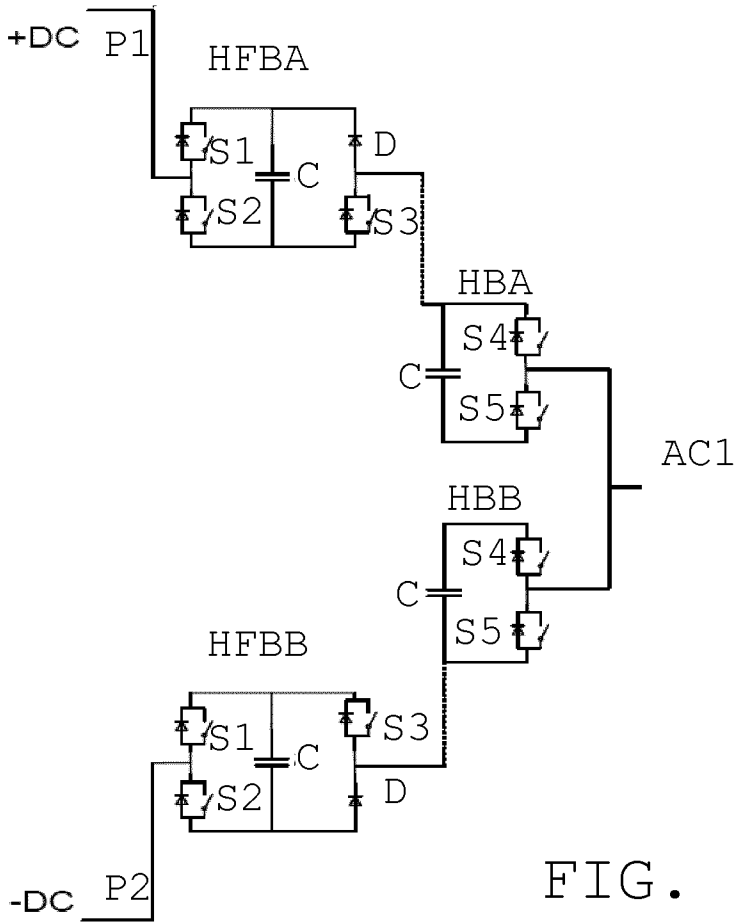 +DC P1
HFBA
S1 C D
S2 S3
HBA
S4
C
S5
AC1
HBB
S4
C
S5
HFBB
S1 C S3
S2 D
-DC P2
FIG.